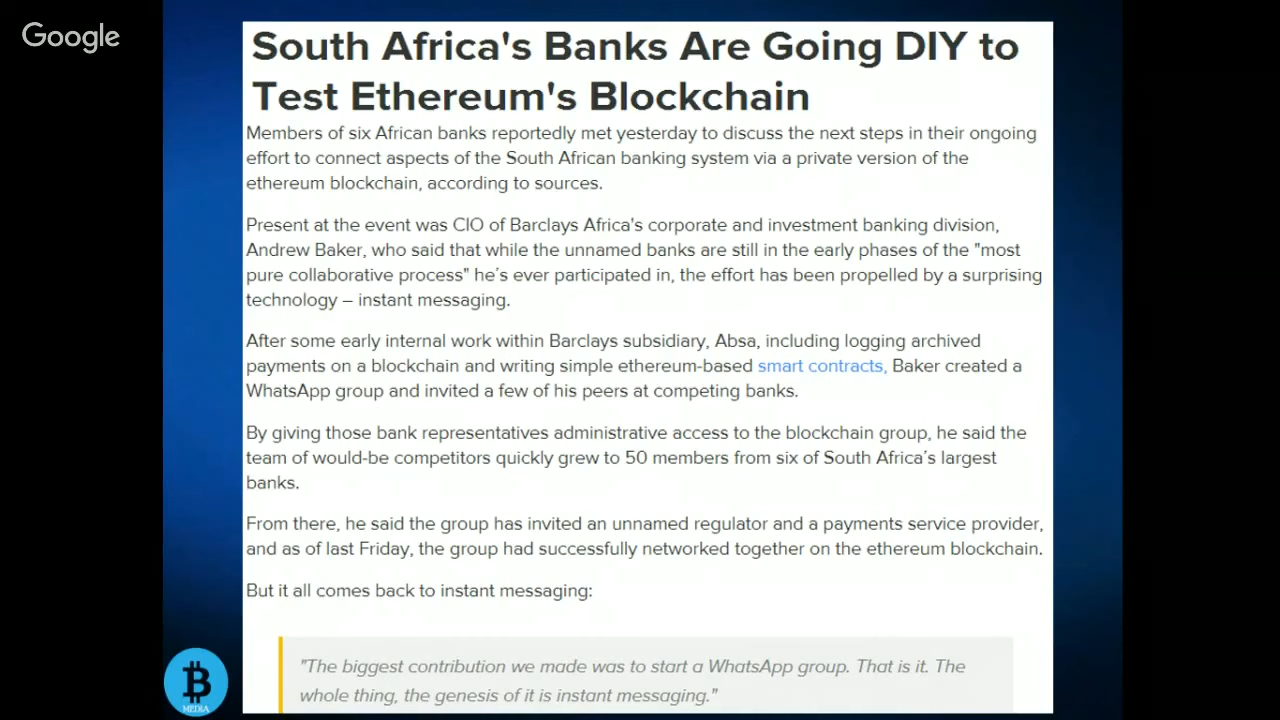 Google
South Africa's Banks Are Going DIY to
Test Ethereum's Blockchain
Members of six African banks reportedly met yesterday to discuss the next steps in their ongoing
effort to connect aspects of the South African banking system via a private version of the
ethereum blockchain, according to sources.
Present at the event was CIO of Barclays Africa's corporate and investment banking division,
Andrew Baker, who said that while the unnamed banks are still in the early phases of the "most
pure collaborative process" he's ever participated in, the effort has been propelled by a surprising
technology – instant messaging.
After some early internal work within Barclays subsidiary, Absa, including logging archived
payments on a blockchain and writing simple ethereum-based smart contracts, Baker created a
WhatsApp group and invited a few of his peers at competing banks.
By giving those bank representatives administrative access to the blockchain group, he said the
team of would-be competitors quickly grew to 50 members from six of South Africa's largest
banks.
From there, he said the group has invited an unnamed regulator and a payments service provider,
and as of last Friday, the group had successfully networked together on the ethereum blockchain.
But it all comes back to instant messaging:
"The biggest contribution we made was to start a WhatsApp group. That is it. The
whole thing, the genesis of it is instant messaging."
MEDIA